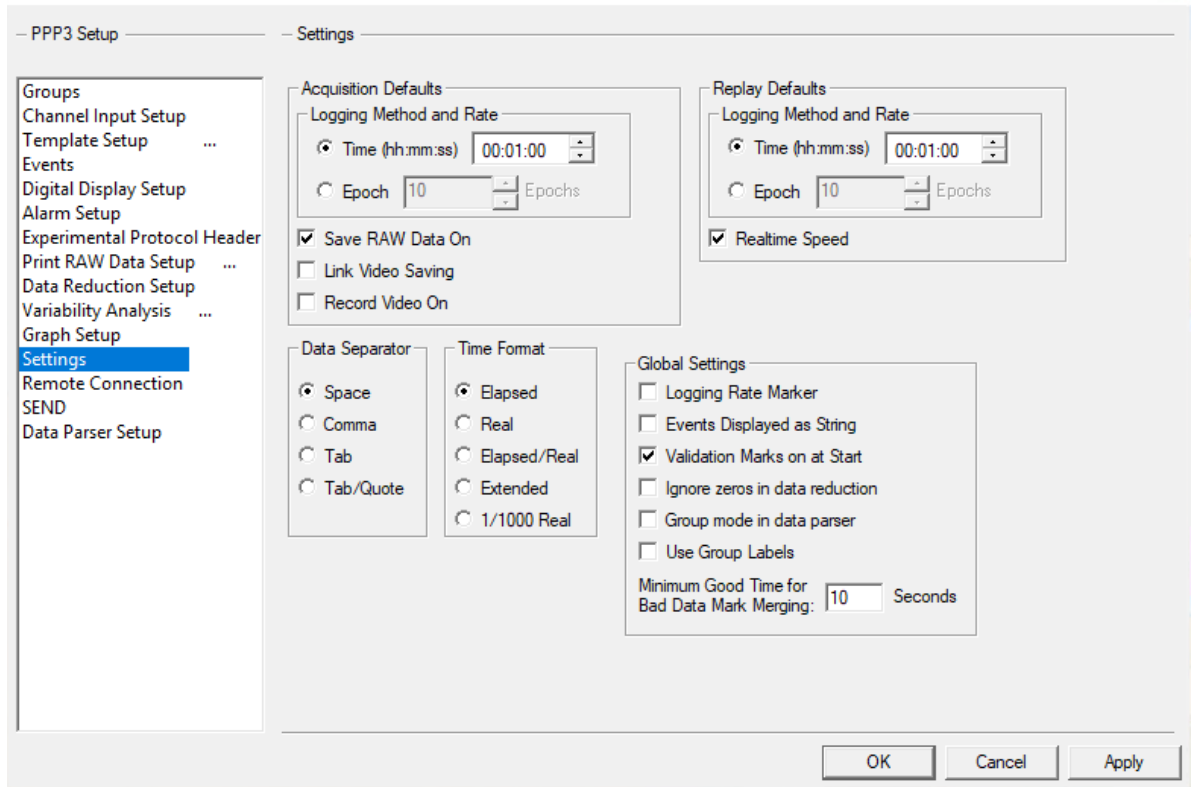 PPP3 Setup
Groups
Channel Input Setup
Template Setup ...
Events
Digital Display Setup
Alarm Setup
Experimental Protocol Header
Print RAW Data Setup ...
Data Reduction Setup
Variability Analysis ...
Graph Setup
Settings
Remote Connection
SEND
Data Parser Setup
Settings
Acquisition Defaults
Logging Method and Rate
Time (hh:mm:ss) 00:01:00
Epoch 10 Epochs
Save RAW Data On
Link Video Saving
Record Video On
Replay Defaults
Logging Method and Rate
Time (hh:mm:ss) 00:01:00
Epoch 10 Epochs
Realtime Speed
Data Separator
Space
Comma
Tab
Tab/Quote
Time Format
Elapsed
Real
Elapsed/Real
Extended
1/1000 Real
Global Settings
Logging Rate Marker
Events Displayed as String
Validation Marks on at Start
Ignore zeros in data reduction
Group mode in data parser
Use Group Labels
Minimum Good Time for
Bad Data Mark Merging: 10 Seconds
OK Cancel Apply